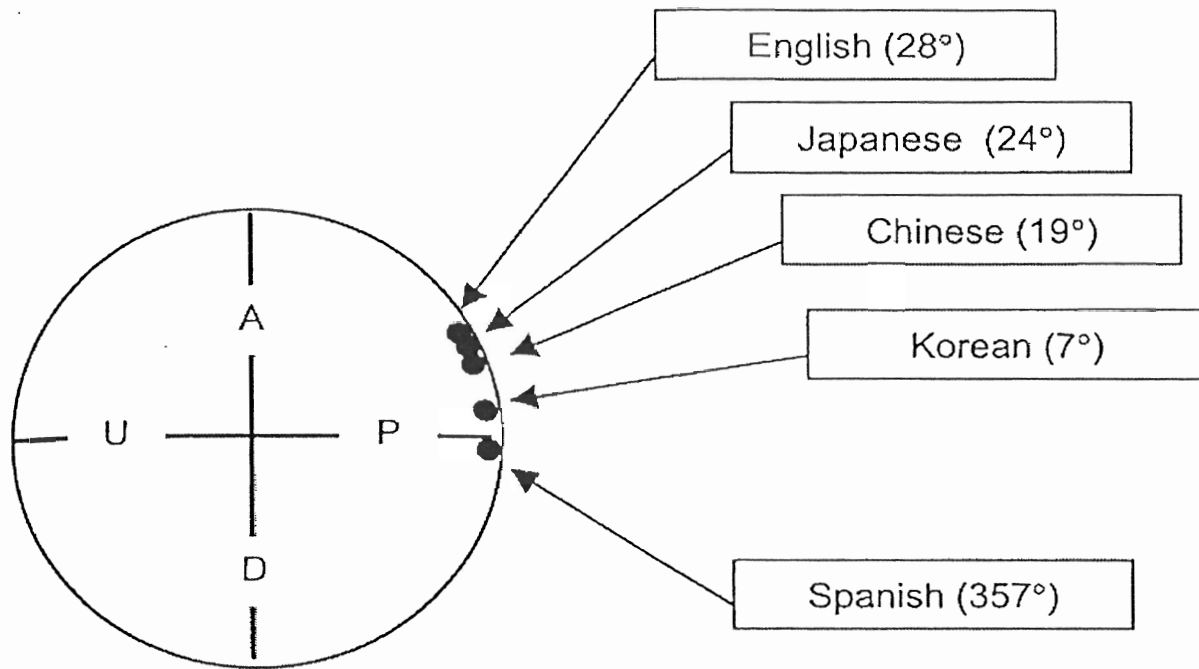 English (28°)
Japanese (24°)
Chinese (19°)
A
Korean (7°)
U
P
D
Spanish (357°)